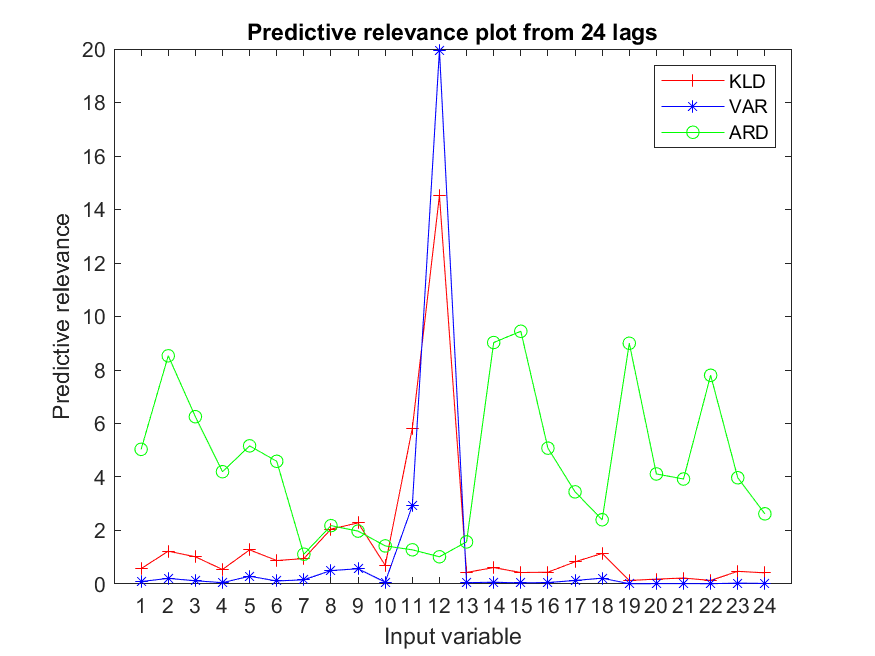 Predictive relevance plot from 24 lags
KLD
VAR
ARD
Predictive relevance
20
18
16
14
12
10
8
6
4
2
0
1 2 3 4 5 6 7 8 9 10 11 12 13 14 15 16 17 18 19 20 21 22 23 24
Input variable